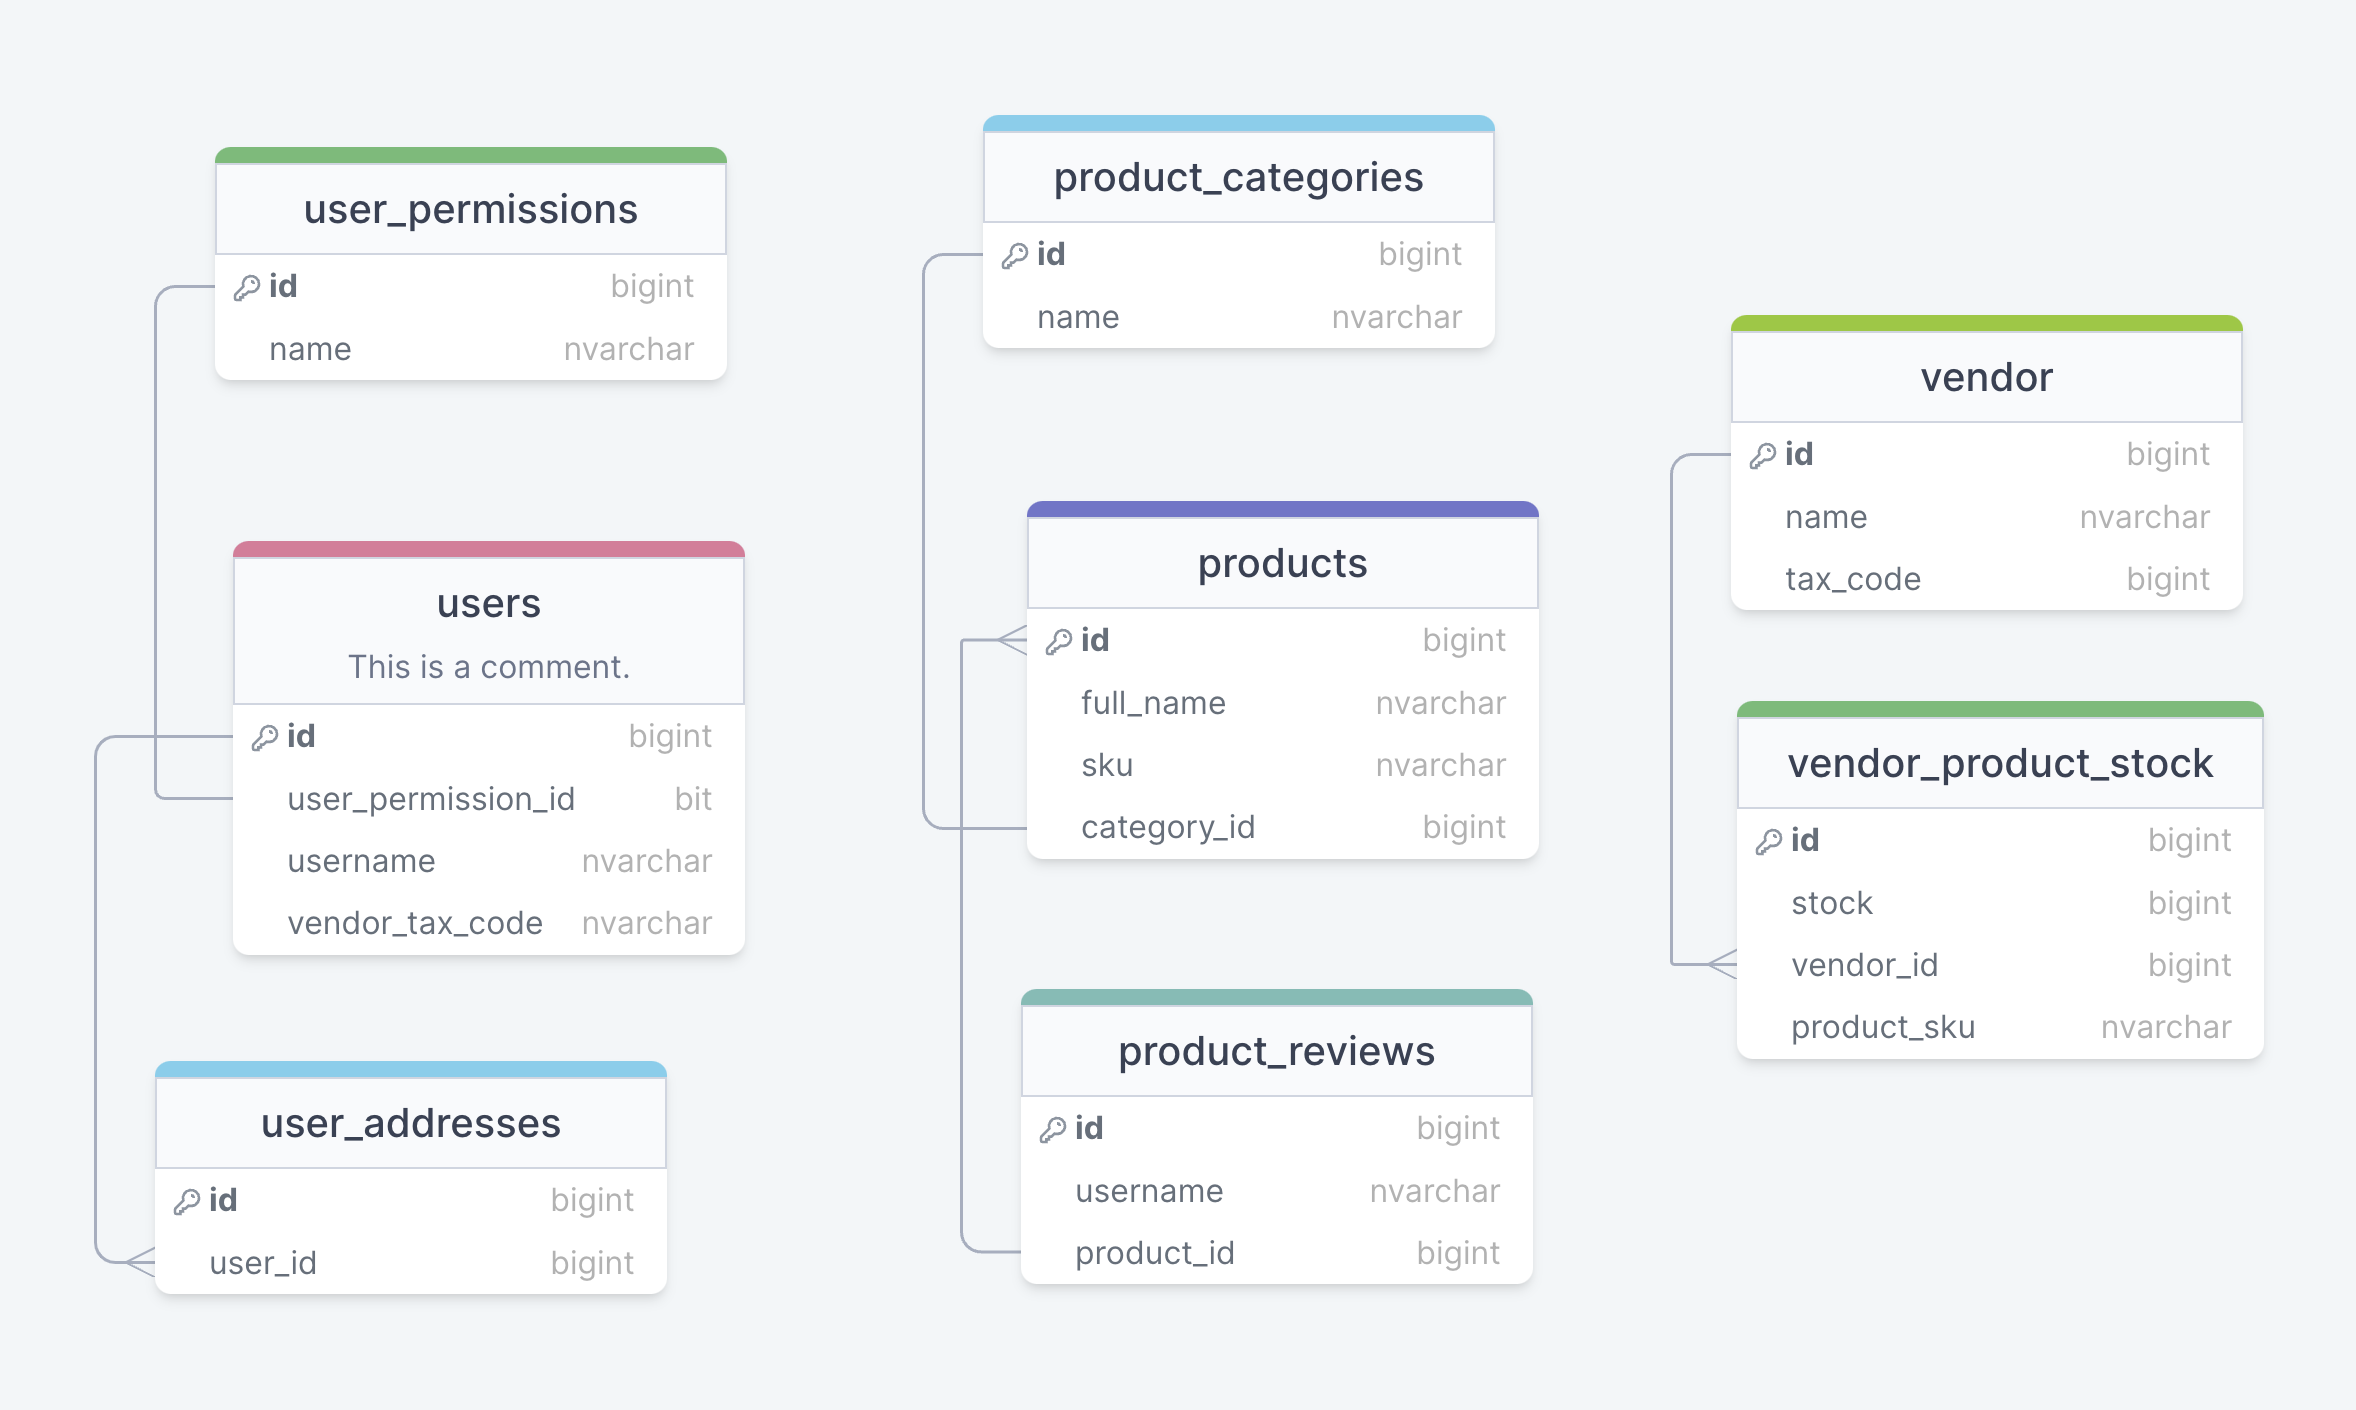 user_permissions
id bigint
name nvarchar
users
This is a comment.
id bigint
user_permission_id bit
username nvarchar
vendor_tax_code nvarchar
user_addresses
id bigint
user_id bigint
product_categories
id bigint
name nvarchar
products
id bigint
full_name nvarchar
sku nvarchar
category_id bigint
product_reviews
id bigint
username nvarchar
product_id bigint
vendor
id bigint
name nvarchar
tax_code bigint
vendor_product_stock
id bigint
stock bigint
vendor_id bigint
product_sku nvarchar